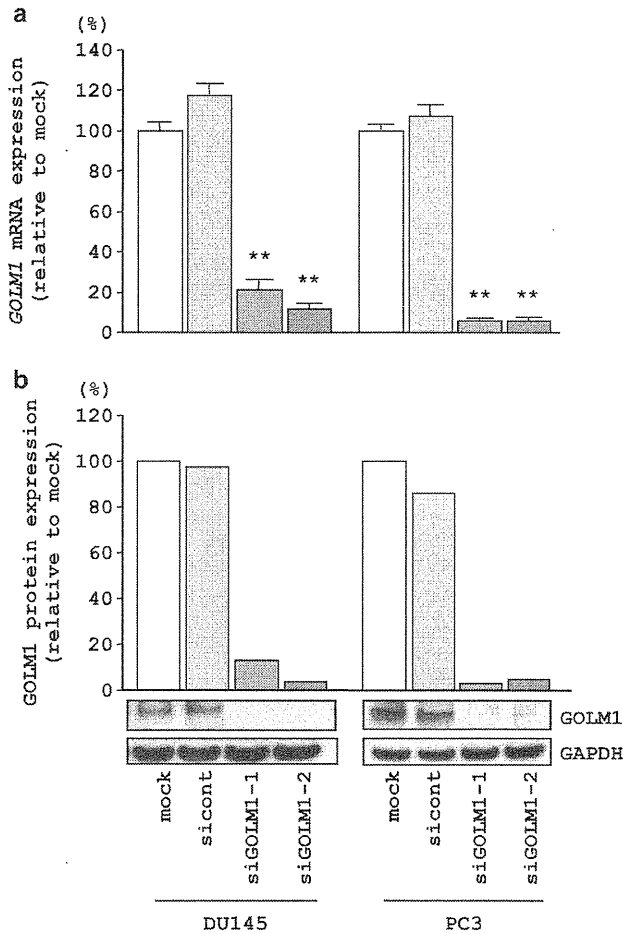 a
(%)
GOLM1 mRNA expression
(relative to mock)
140
120
100
80
60
40
20
0
**
**
**
**
b
(%)
GOLM1 protein expression
(relative to mock)
120
100
80
60
40
20
0
GOLM1
GAPDH
mock
sicont
siGOLM1-1
siGOLM1-2
mock
sicont
siGOLM1-1
siGOLM1-2
DU145
PC3